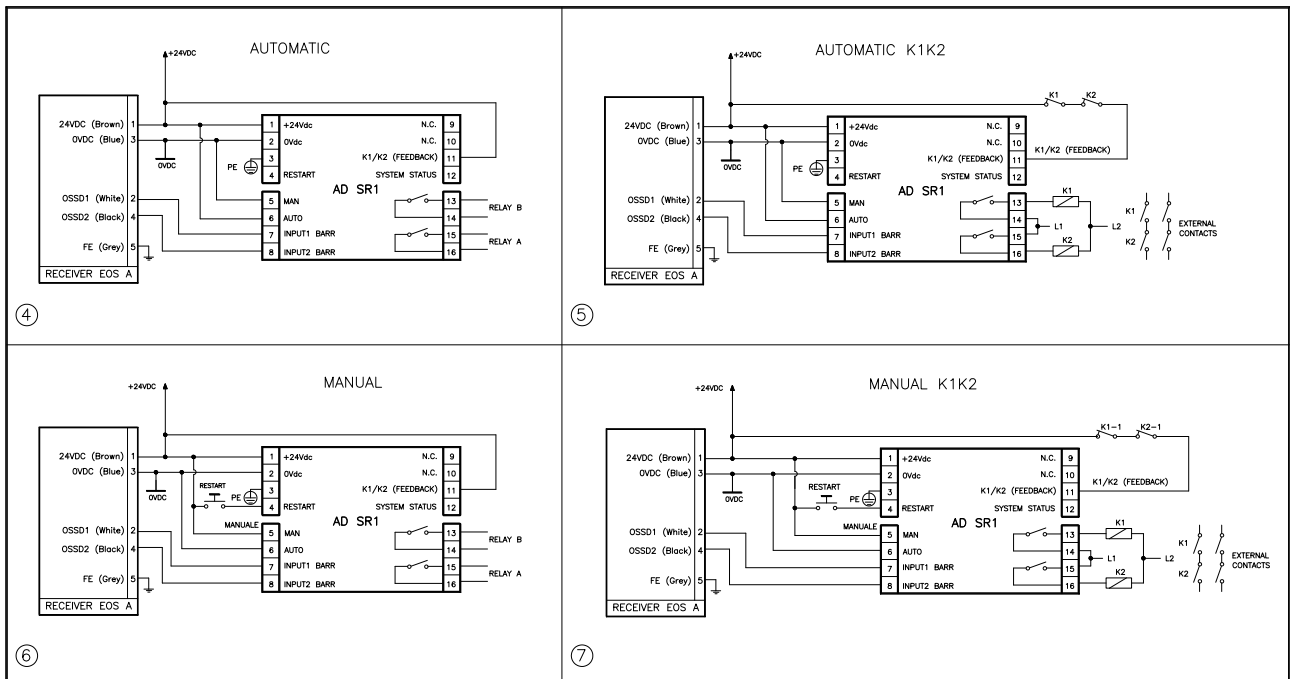 AUTOMATIC
+24VDC
24VDC (Brown) 1
0VDC (Blue) 3
0VDC
OSSD1 (White) 2
OSSD2 (Black) 4
FE (Grey) 5
RECEIVER EOS A
1 +24Vdc N.C. 9
2 0Vdc N.C. 10
PE 3 K1/K2 (FEEDBACK) 11
4 RESTART SYSTEM STATUS 12
AD SR1
5 MAN 13
RELAY B
6 AUTO 14
7 INPUT1 BARR 15
RELAY A
8 INPUT2 BARR 16
4
AUTOMATIC K1K2
+24VDC
K1 K2
24VDC (Brown) 1
0VDC (Blue) 3
0VDC
OSSD1 (White) 2
OSSD2 (Black) 4
FE (Grey) 5
RECEIVER EOS A
1 +24Vdc N.C. 9
2 0Vdc N.C. 10
K1/K2 (FEEDBACK)
PE 3 K1/K2 (FEEDBACK) 11
4 RESTART SYSTEM STATUS 12
AD SR1
5 MAN 13
6 AUTO 14
7 INPUT1 BARR 15
8 INPUT2 BARR 16
K1
L1 L2
K2
K1
K2
EXTERNAL
CONTACTS
5
MANUAL
+24VDC
24VDC (Brown) 1
0VDC (Blue) 3
0VDC
OSSD1 (White) 2
OSSD2 (Black) 4
FE (Grey) 5
RECEIVER EOS A
RESTART
MANUALE
1 +24Vdc N.C. 9
2 0Vdc N.C. 10
PE 3 K1/K2 (FEEDBACK) 11
4 RESTART SYSTEM STATUS 12
AD SR1
5 MAN 13
RELAY B
6 AUTO 14
7 INPUT1 BARR 15
RELAY A
8 INPUT2 BARR 16
6
MANUAL K1K2
+24VDC
K1-1 K2-1
24VDC (Brown) 1
0VDC (Blue) 3
0VDC
OSSD1 (White) 2
OSSD2 (Black) 4
FE (Grey) 5
RECEIVER EOS A
RESTART
MANUALE
1 +24Vdc N.C. 9
2 0Vdc N.C. 10
K1/K2 (FEEDBACK)
PE 3 K1/K2 (FEEDBACK) 11
4 RESTART SYSTEM STATUS 12
AD SR1
5 MAN 13
6 AUTO 14
7 INPUT1 BARR 15
8 INPUT2 BARR 16
K1
L1 L2
K2
K1
K2
EXTERNAL
CONTACTS
7